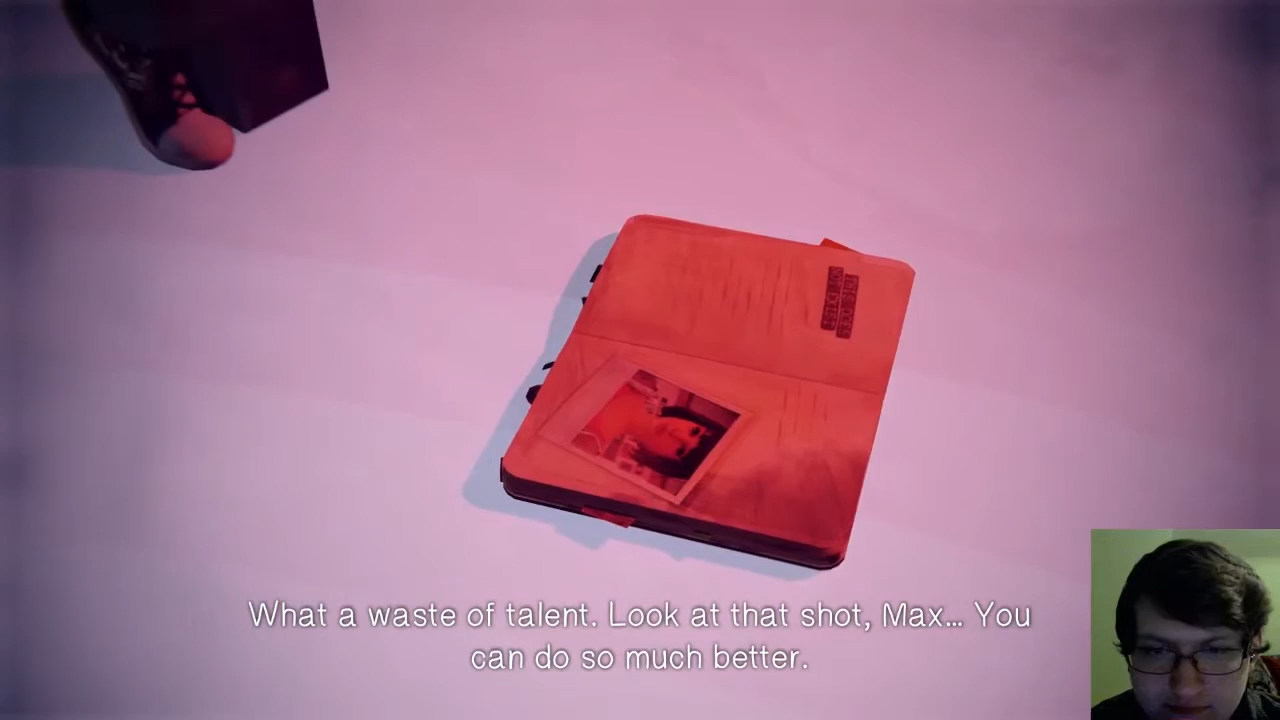 What a waste of talent. Look at that shot, Max... You
can do so much better.